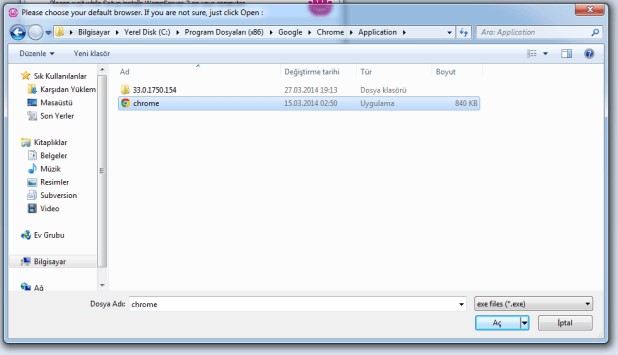 Please choose your default browser. If you are not sure, just click Open :
Bilgisayar Yerel Disk (C:) Program Dosyaları (x86) Google Chrome Application Ara: Application
Düzenle Yeni klasör
Sık Kullanılanlar
Karşıdan Yüklem
Masaüstü
Son Yerler
Kitaplıklar
Belgeler
Müzik
Resimler
Subversion
Video
Ev Grubu
Bilgisayar
Ağ
Ad Değiştirme tarihi Tür Boyut
33.0.1750.154 27.03.2014 19:13 Dosya klasörü
chrome 15.03.2014 02:50 Uygulama 840 KB
Dosya Adı: chrome exe files (*.exe)
Aç İptal